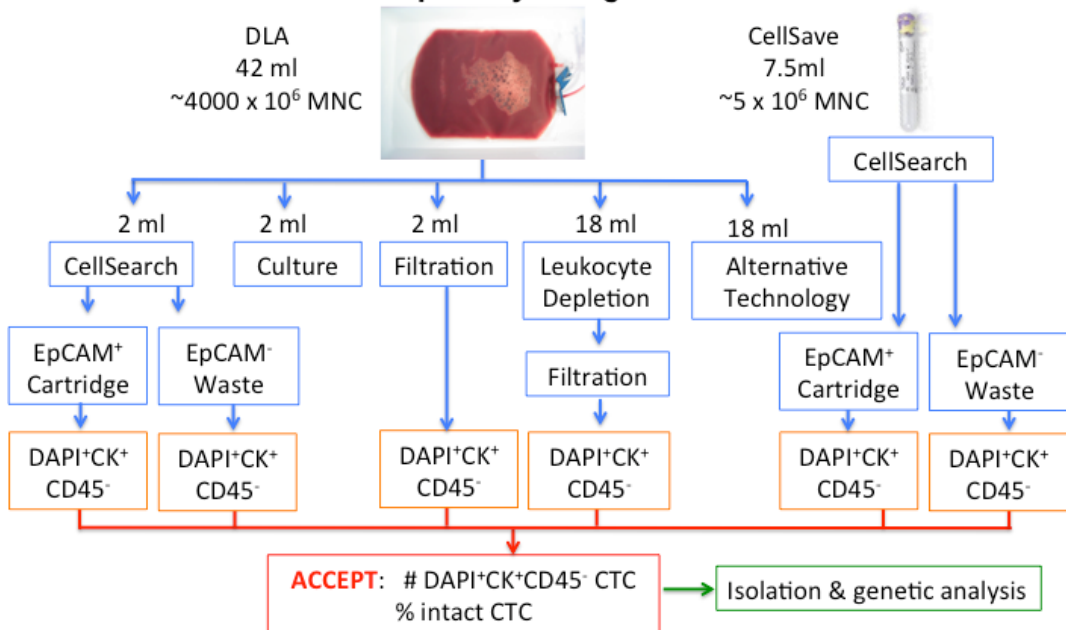 DLA
42 ml
~4000 x 10⁶ MNC
CellSave
7.5ml
~5 x 10⁶ MNC
CellSearch
2 ml
2 ml
2 ml
18 ml
18 ml
CellSearch
Culture
Filtration
Leukocyte
Depletion
Alternative
Technology
EpCAM⁺
Cartridge
EpCAM⁻
Waste
Filtration
EpCAM⁺
Cartridge
EpCAM⁻
Waste
DAPI⁺CK⁺
CD45⁻
DAPI⁺CK⁺
CD45⁻
DAPI⁺CK⁺
CD45⁻
DAPI⁺CK⁺
CD45⁻
DAPI⁺CK⁺
CD45⁻
DAPI⁺CK⁺
CD45⁻
ACCEPT: # DAPI⁺CK⁺CD45⁻ CTC
% intact CTC
Isolation & genetic analysis